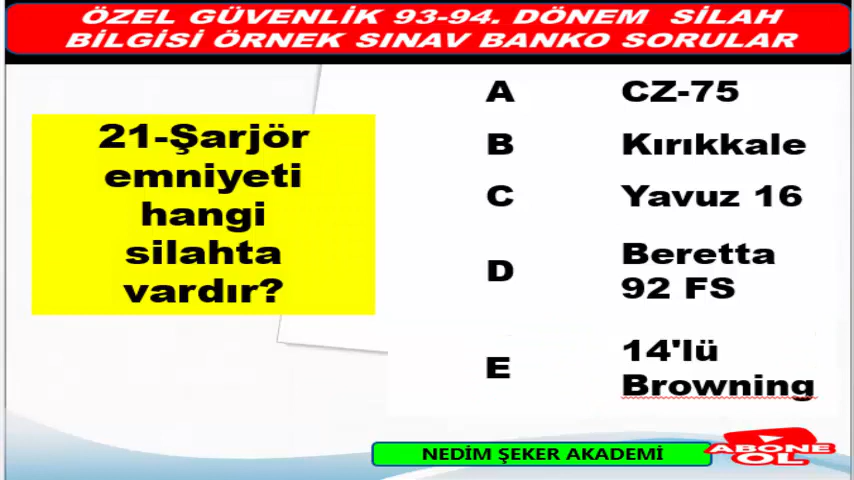 ÖZEL GÜVENLİK 93-94. DÖNEM SİLAH
BİLGİSİ ÖRNEK SINAV BANKO SORULAR
21-Şarjör
emniyeti
hangi
silahta
vardır?
A CZ-75
B Kırıkkale
C Yavuz 16
D Beretta
92 FS
E 14'lü
Browning
NEDİM ŞEKER AKADEMİ
ABONE
OL